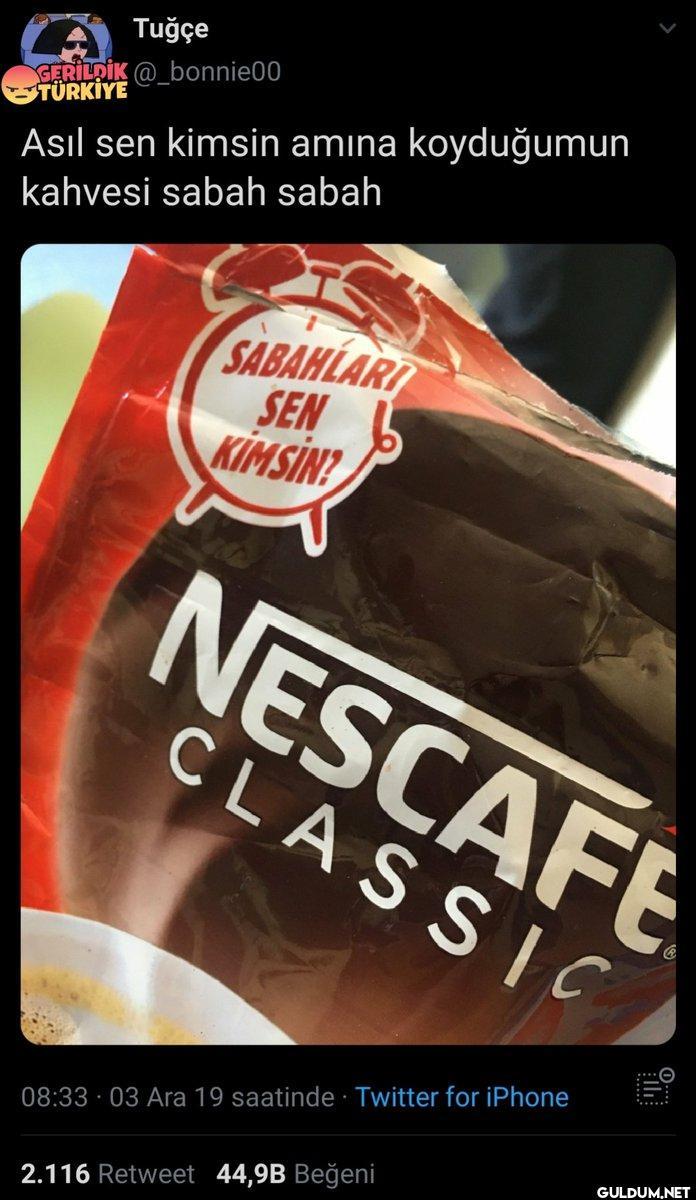 Tuğçe
GERİLDİK
TÜRKİYE
@_bonnie00
Asıl sen kimsin amına koyduğumun
kahvesi sabah sabah
SABAHLARI
SEN
KİMSİN?
NESCAFE
CLASSIC
08:33 · 03 Ara 19 saatinde · Twitter for iPhone
2.116 Retweet 44,9B Beğeni
GULDUM.NET